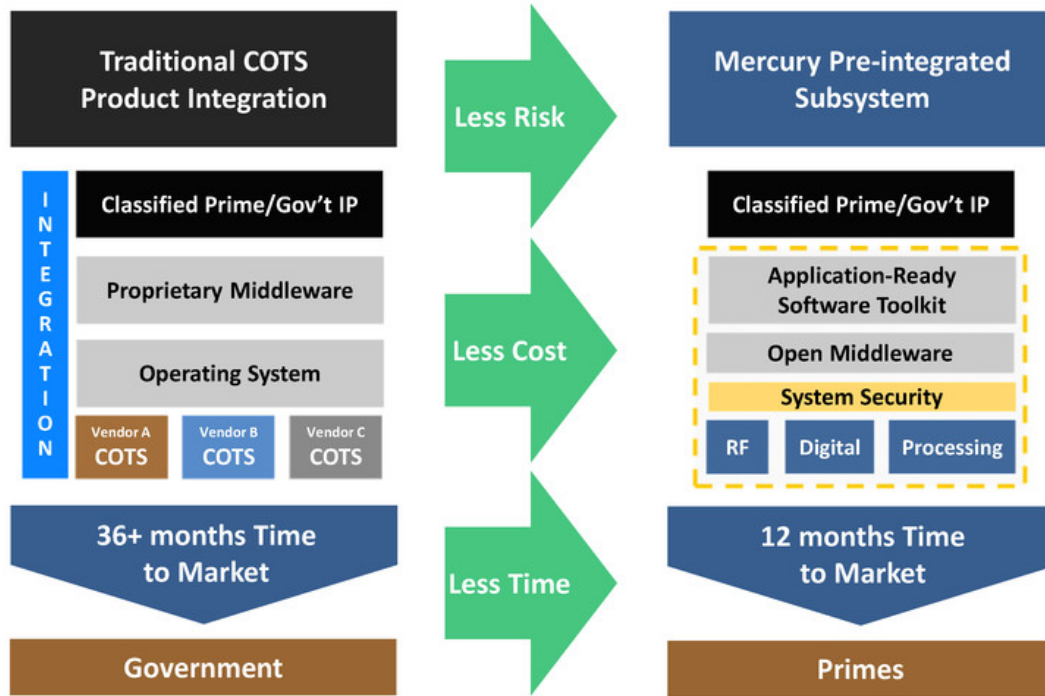 Traditional COTS
Product Integration
INTEGRATION
Classified Prime/Gov’t IP
Proprietary Middleware
Operating System
Vendor A
COTS
Vendor B
COTS
Vendor C
COTS
36+ months Time
to Market
Government
Less Risk
Less Cost
Less Time
Mercury Pre-integrated
Subsystem
Classified Prime/Gov’t IP
Application-Ready
Software Toolkit
Open Middleware
System Security
RF
Digital
Processing
12 months Time
to Market
Primes